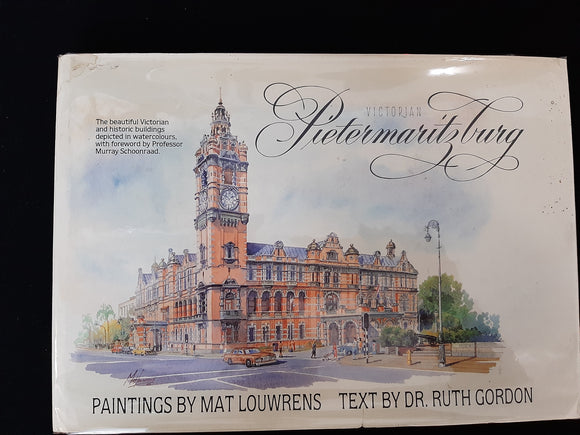 VICTORIAN
Pietermaritzburg
The beautiful Victorian
and historic buildings
depicted in watercolours,
with foreword by Professor
Murray Schoonraad.
PAINTINGS BY MAT LOUWRENS TEXT BY DR. RUTH GORDON